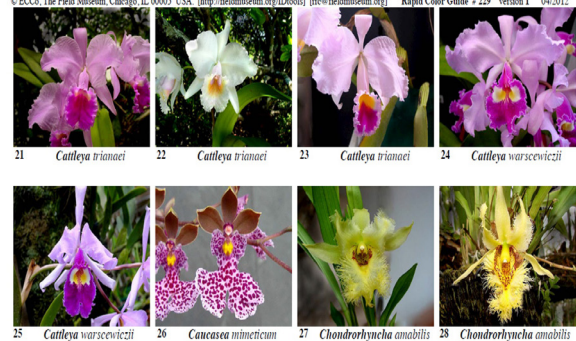 © ECCo, The Field Museum, Chicago, IL 60605 USA. [http://fieldmuseum.org/IDtools] [rrc@fieldmuseum.org] Rapid Color Guide # 229 version 1 04/2012
21 Cattleya trianaei
22 Cattleya trianaei
23 Cattleya trianaei
24 Cattleya warscewiczii
25 Cattleya warscewiczii
26 Caucaea mimeticum
27 Chondrorhyncha amabilis
28 Chondrorhyncha amabilis